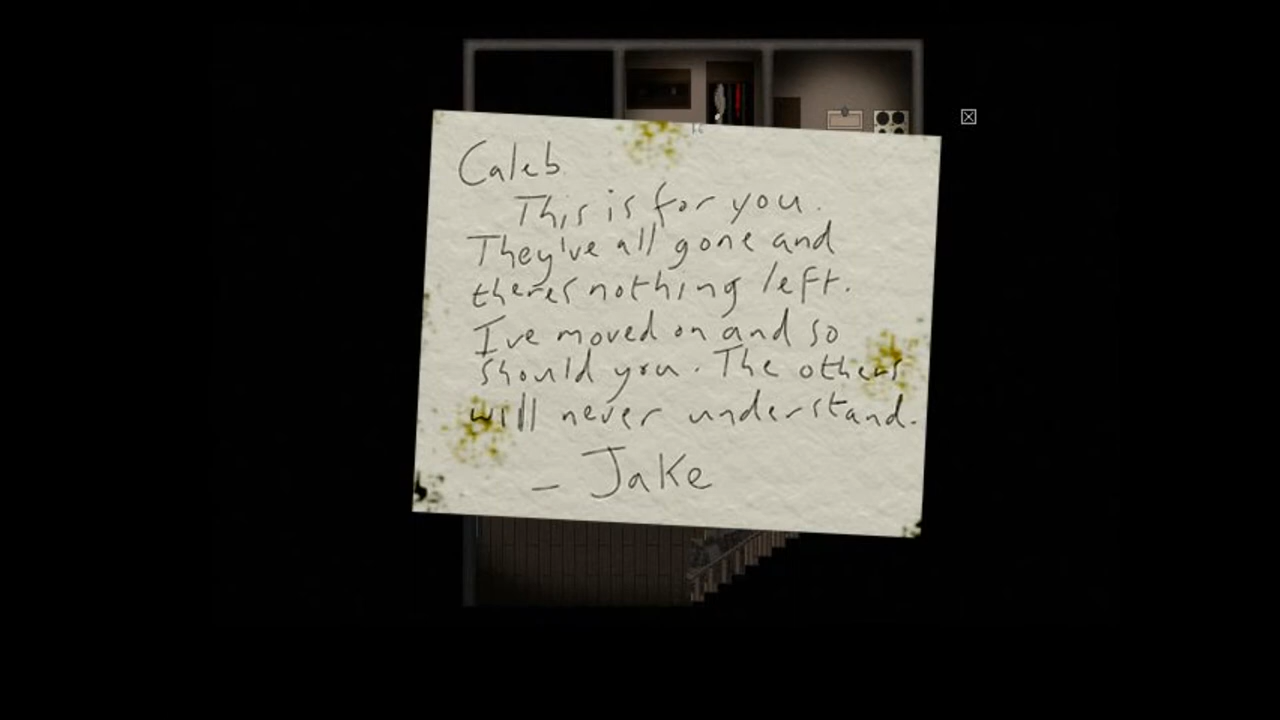 Caleb
This is for you.
They've all gone and
theres nothing left.
I've moved on and so
should you. The others
will never understand.
– Jake